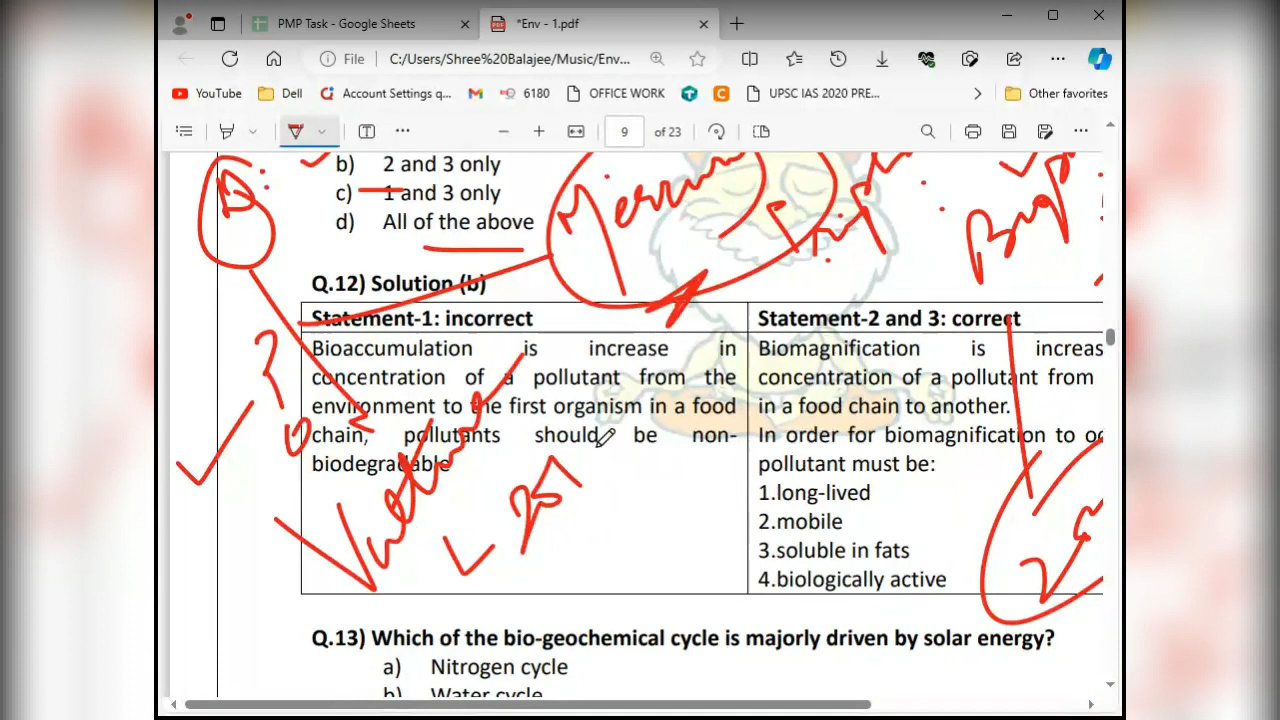 PMP Task - Google Sheets
*Env - 1.pdf
File
C:/Users/Shree%20Balajee/Music/Env...
YouTube
Dell
Account Settings q...
6180
OFFICE WORK
UPSC IAS 2020 PRE...
Other favorites
9 of 23
b) 2 and 3 only
c) 1 and 3 only
d) All of the above
Q.12) Solution (b)
Statement-1: incorrect
Bioaccumulation is increase in
concentration of a pollutant from the
environment to the first organism in a food
chain, pollutants should be non-
biodegradable
Statement-2 and 3: correct
Biomagnification is increas
concentration of a pollutant from
in a food chain to another.
In order for biomagnification to oc
pollutant must be:
1.long-lived
2.mobile
3.soluble in fats
4.biologically active
Q.13) Which of the bio-geochemical cycle is majorly driven by solar energy?
a) Nitrogen cycle
b) Water cycle